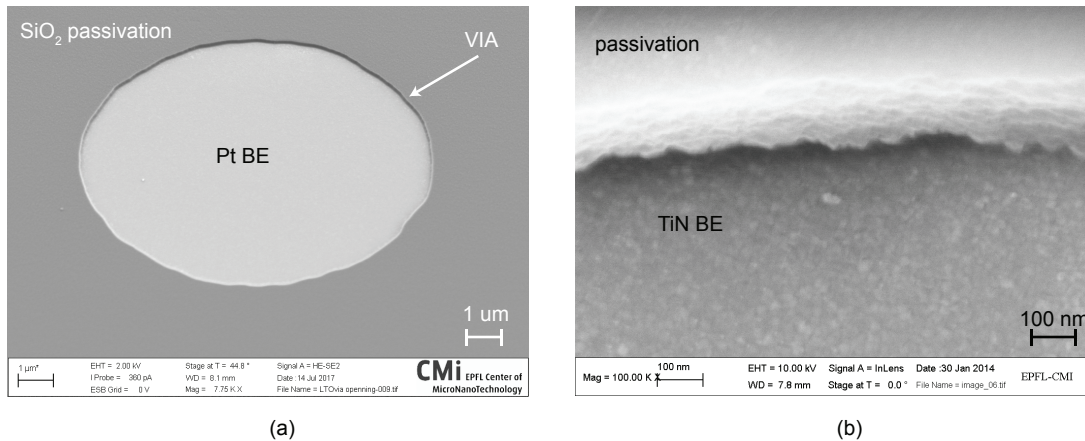 SiO2 passivation
VIA
Pt BE
1 um
1 µm*
EHT = 2.00 kV
Stage at T = 44.8 °
Signal A = HE-SE2
I Probe = 360 pA
WD = 8.1 mm
Date : 14 Jul 2017
ESB Grid = 0 V
Mag = 7.75 K X
File Name = LTOvia openning-009.tif
CMi EPFL Center of
MicroNanoTechnology
(a)
passivation
TiN BE
100 nm
Mag = 100.00 K X
100 nm
EHT = 10.00 kV
Signal A = InLens
Date :30 Jan 2014
WD = 7.8 mm
Stage at T = 0.0 °
File Name = image_06.tif
EPFL-CMI
(b)